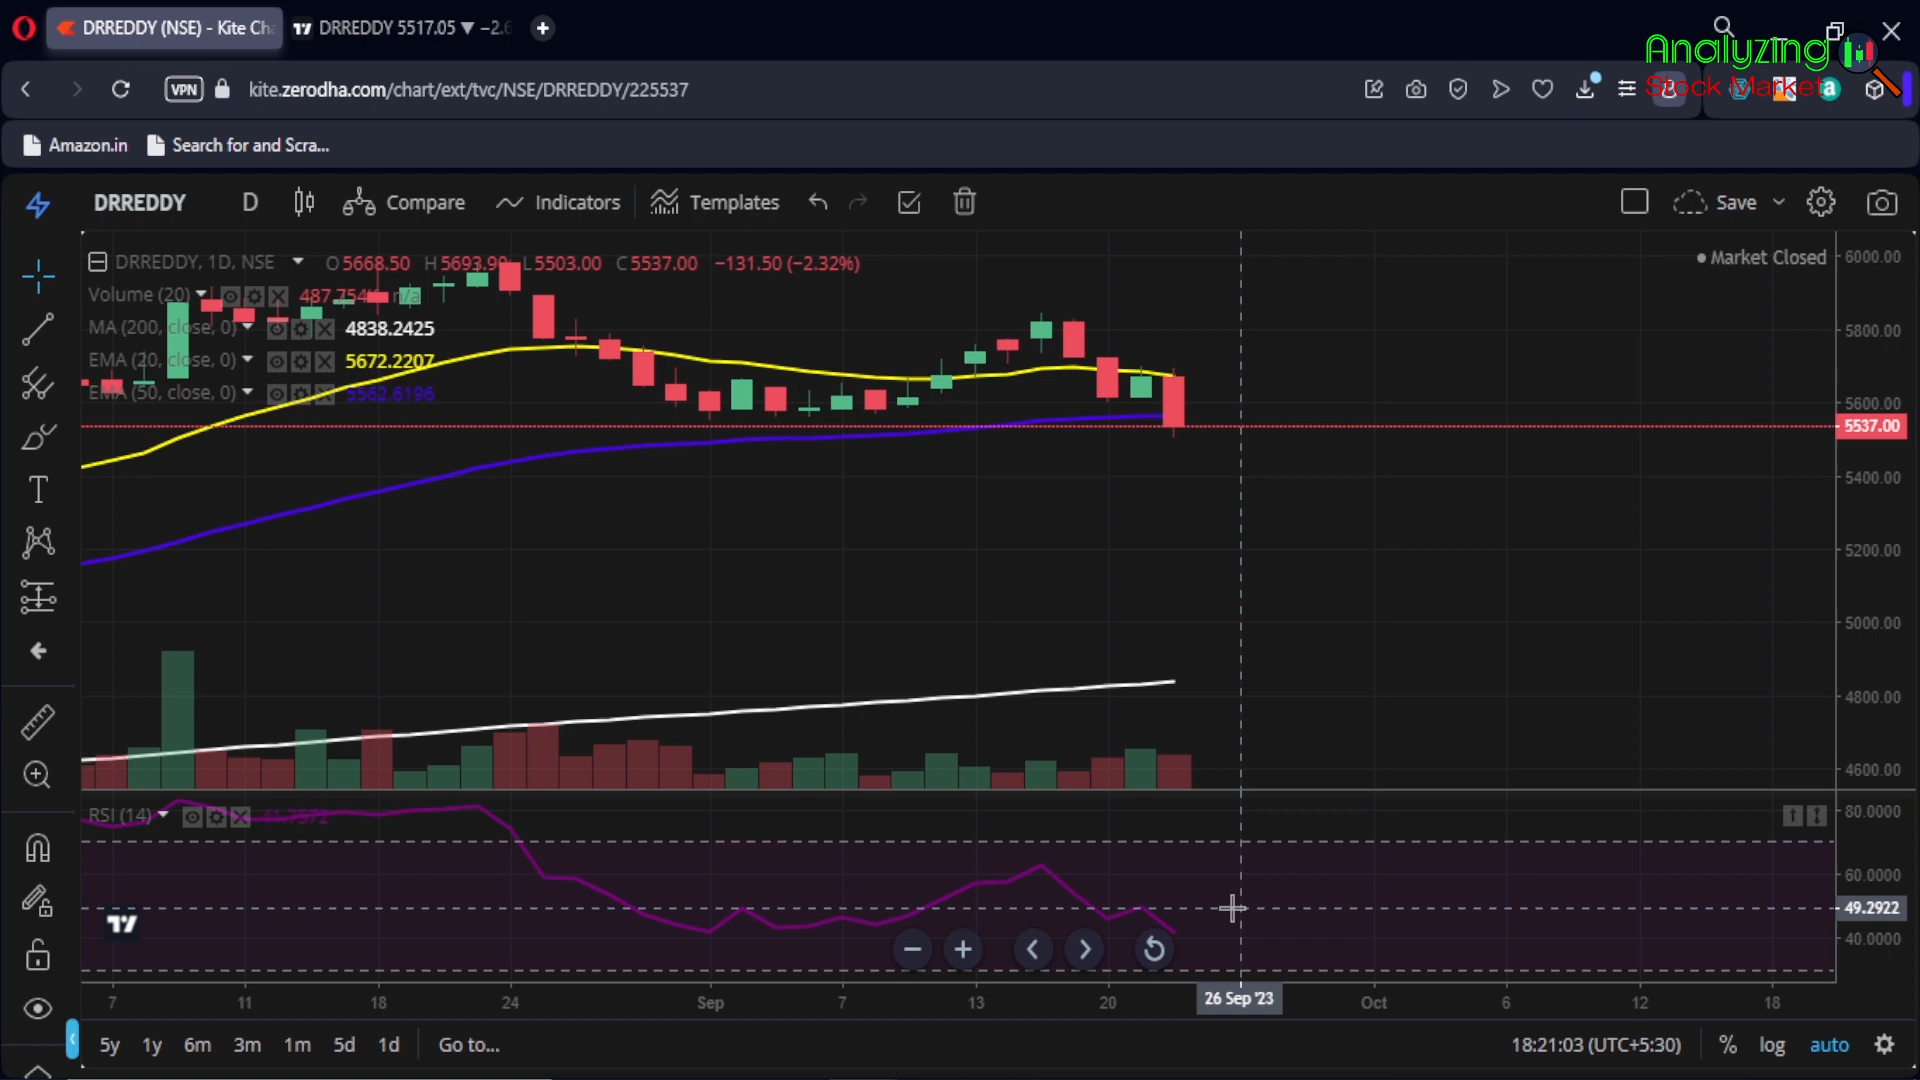 DRREDDY (NSE) - Kite Cha
DRREDDY 5517.05 ▼ −2.6
Analyzing
Stock Market
VPN
kite.zerodha.com/chart/ext/tvc/NSE/DRREDDY/225537
Amazon.in
Search for and Scra...
DRREDDY D Compare Indicators Templates Save
DRREDDY, 1D, NSE O5668.50 H5693.90 L5503.00 C5537.00 −131.50 (−2.32%)
Market Closed
Volume (20) 487.754K n/a
MA (200, close, 0) 4838.2425
EMA (20, close, 0) 5672.2207
EMA (50, close, 0) 5562.6196
6000.00
5800.00
5600.00
5537.00
5400.00
5200.00
5000.00
4800.00
4600.00
RSI (14) 41.7572
80.0000
60.0000
49.2922
40.0000
7 11 18 24 Sep 7 13 20 26 Sep '23 Oct 6 12 18
5y 1y 6m 3m 1m 5d 1d Go to... 18:21:03 (UTC+5:30) % log auto